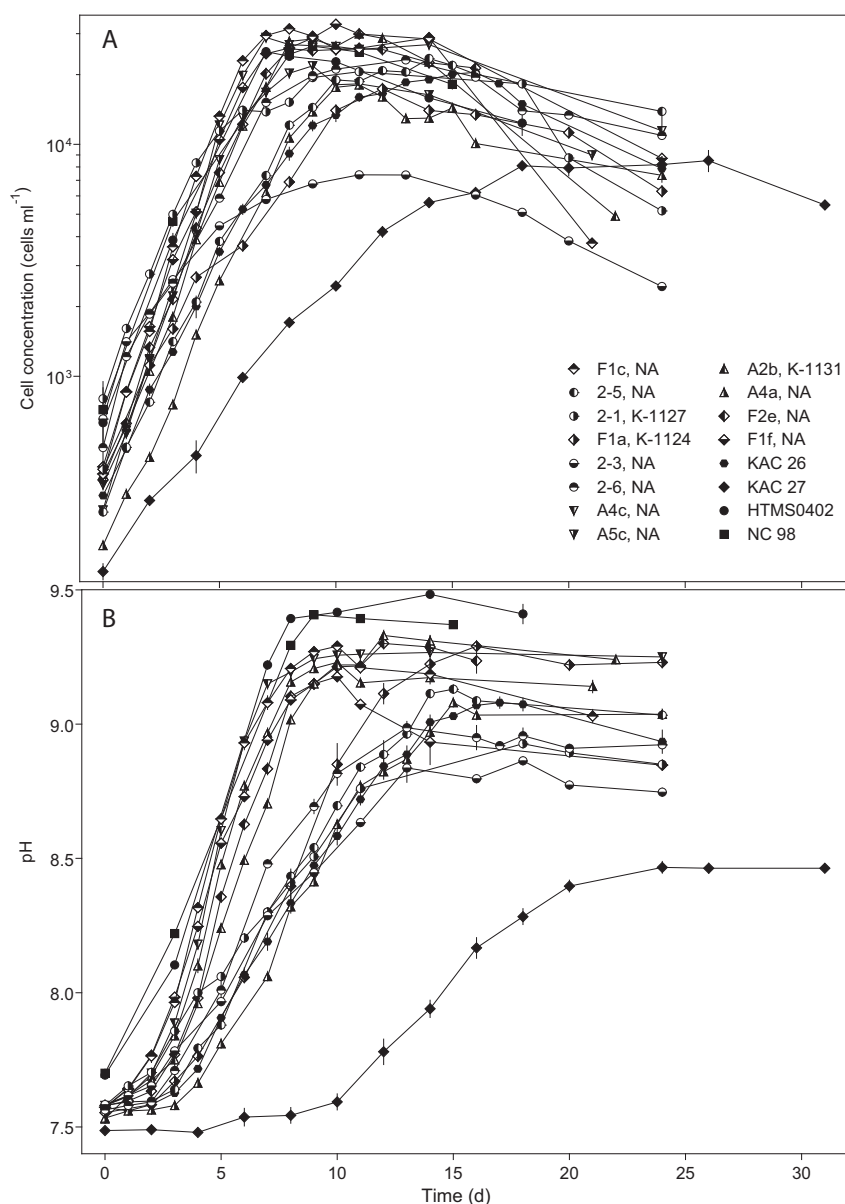 A
Cell concentration (cells ml⁻¹)
10⁴
10³
F1c, NA
2-5, NA
2-1, K-1127
F1a, K-1124
2-3, NA
2-6, NA
A4c, NA
A5c, NA
A2b, K-1131
A4a, NA
F2e, NA
F1f, NA
KAC 26
KAC 27
HTMS0402
NC 98
B
pH
9.5
9.0
8.5
8.0
7.5
0 5 10 15 20 25 30
Time (d)